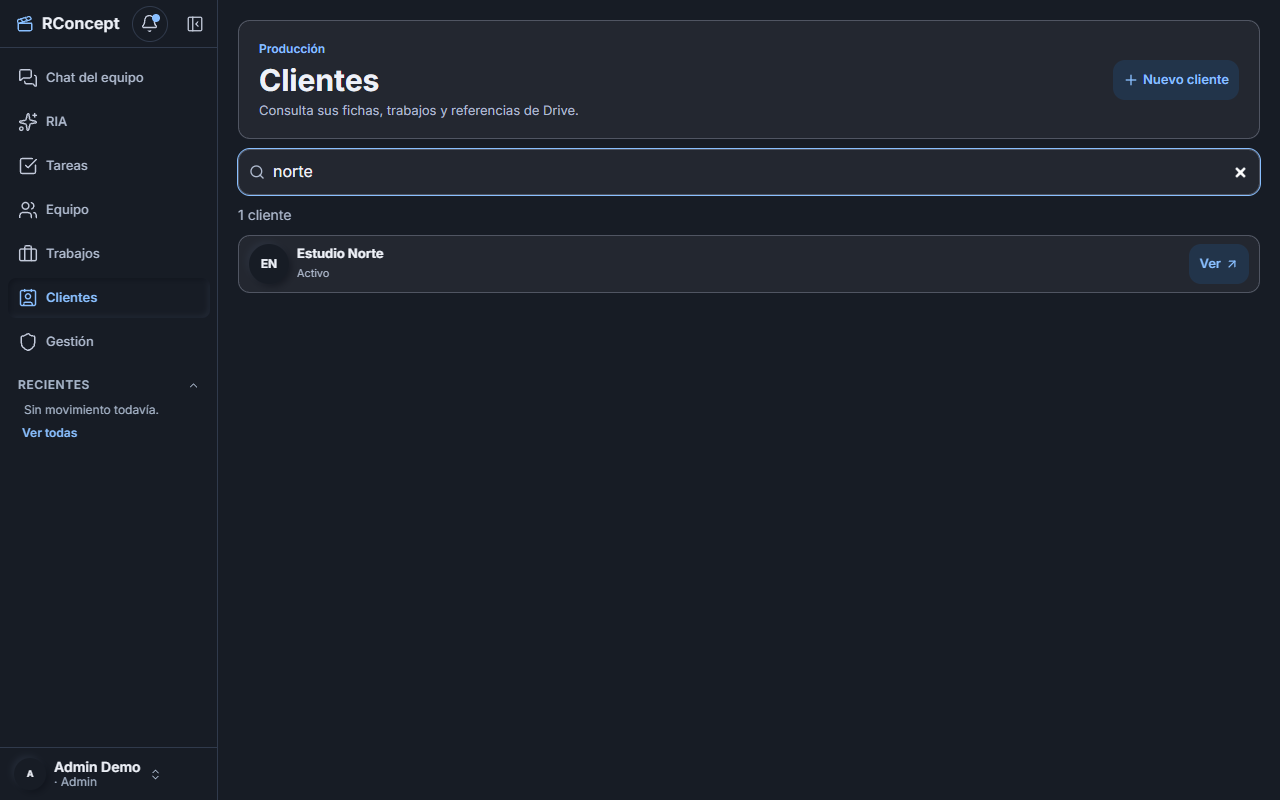 RConcept
Chat del equipo
RIA
Tareas
Equipo
Trabajos
Clientes
Gestión
RECIENTES
Sin movimiento todavía.
Ver todas
A
Admin Demo
· Admin
Producción
Clientes
Consulta sus fichas, trabajos y referencias de Drive.
Nuevo cliente
norte
1 cliente
EN
Estudio Norte
Activo
Ver